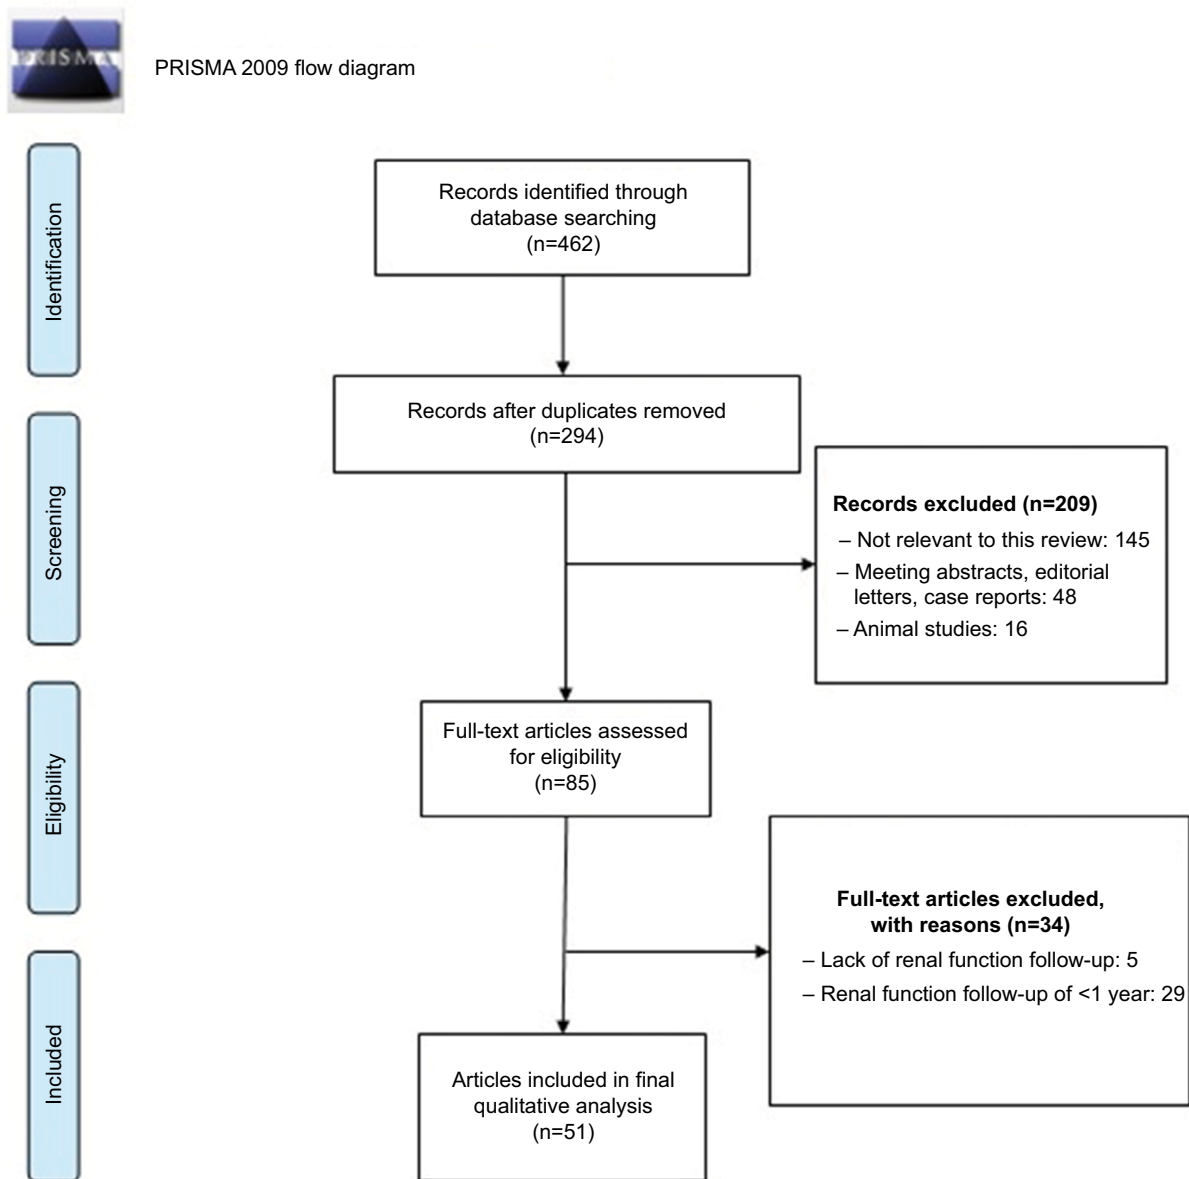 PRISMA
PRISMA 2009 flow diagram
Identification
Records identified through
database searching
(n=462)
Records after duplicates removed
(n=294)
Screening
Records excluded (n=209)
– Not relevant to this review: 145
– Meeting abstracts, editorial
letters, case reports: 48
– Animal studies: 16
Eligibility
Full-text articles assessed
for eligibility
(n=85)
Full-text articles excluded,
with reasons (n=34)
– Lack of renal function follow-up: 5
– Renal function follow-up of <1 year: 29
Included
Articles included in final
qualitative analysis
(n=51)